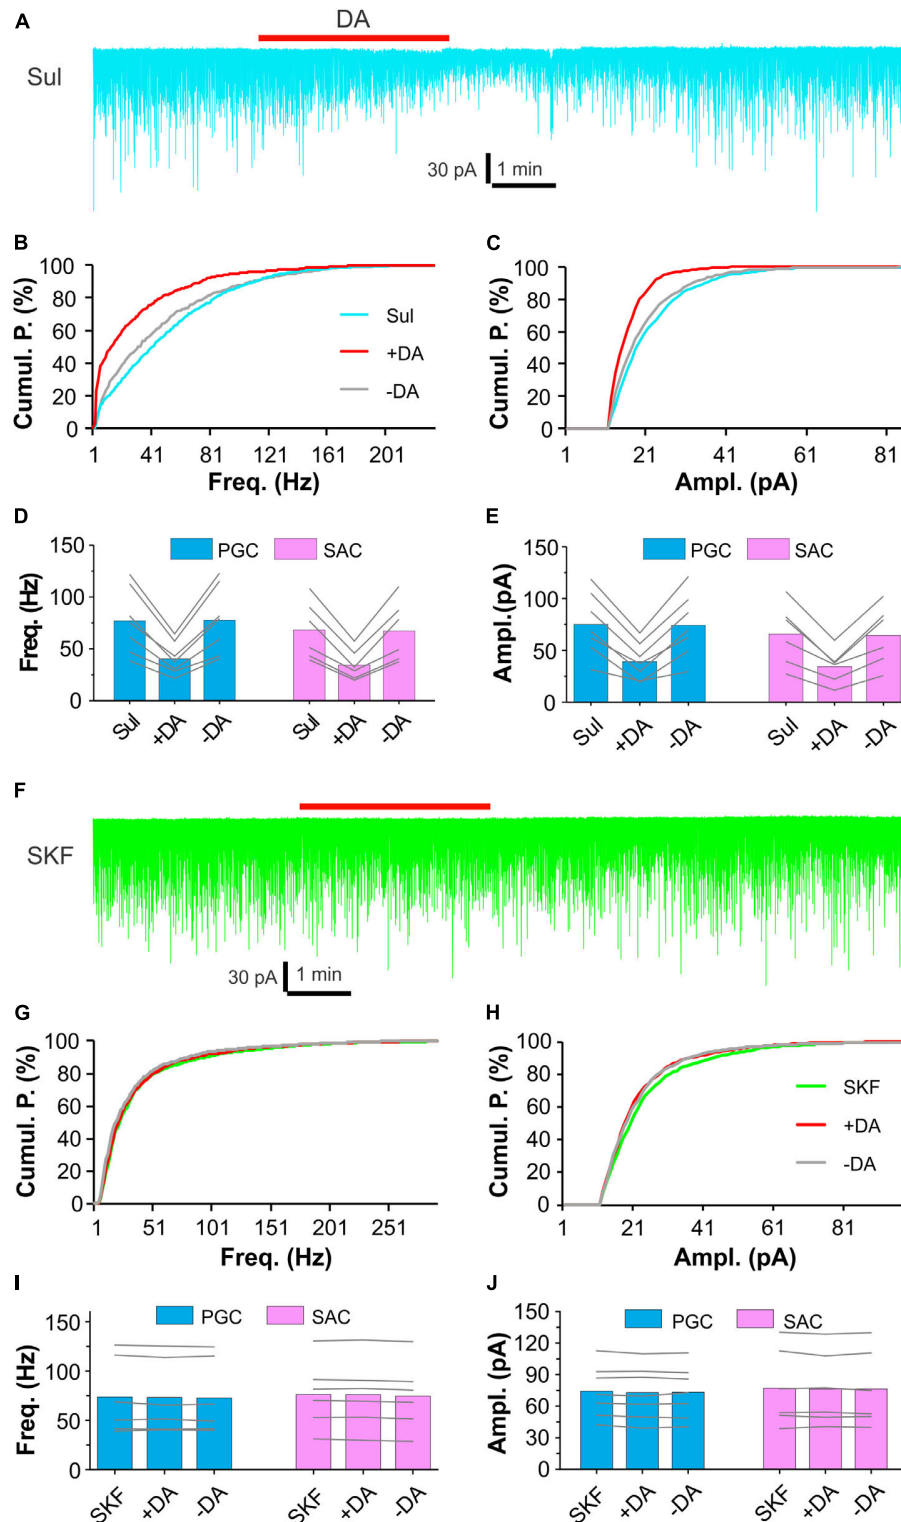 A
DA
Sul
30 pA 1 min
B
Cumul. P. (%)
100
80
60
40
20
0
1 41 81 121 161 201
Freq. (Hz)
Sul
+DA
-DA
C
Cumul. P. (%)
100
80
60
40
20
0
1 21 41 61 81
Ampl. (pA)
D
Freq. (Hz)
150
100
50
0
PGC SAC
Sul +DA -DA Sul +DA -DA
E
Ampl.(pA)
150
100
50
0
PGC SAC
Sul +DA -DA Sul +DA -DA
F
SKF
30 pA 1 min
G
Cumul. P. (%)
100
80
60
40
20
0
1 51 101 151 201 251
Freq. (Hz)
H
Cumul. P. (%)
100
80
60
40
20
0
1 21 41 61 81
Ampl. (pA)
SKF
+DA
-DA
I
Freq. (Hz)
150
100
50
0
PGC SAC
SKF +DA -DA SKF +DA -DA
J
Ampl. (pA)
150
120
90
60
30
0
PGC SAC
SKF +DA -DA SKF +DA -DA